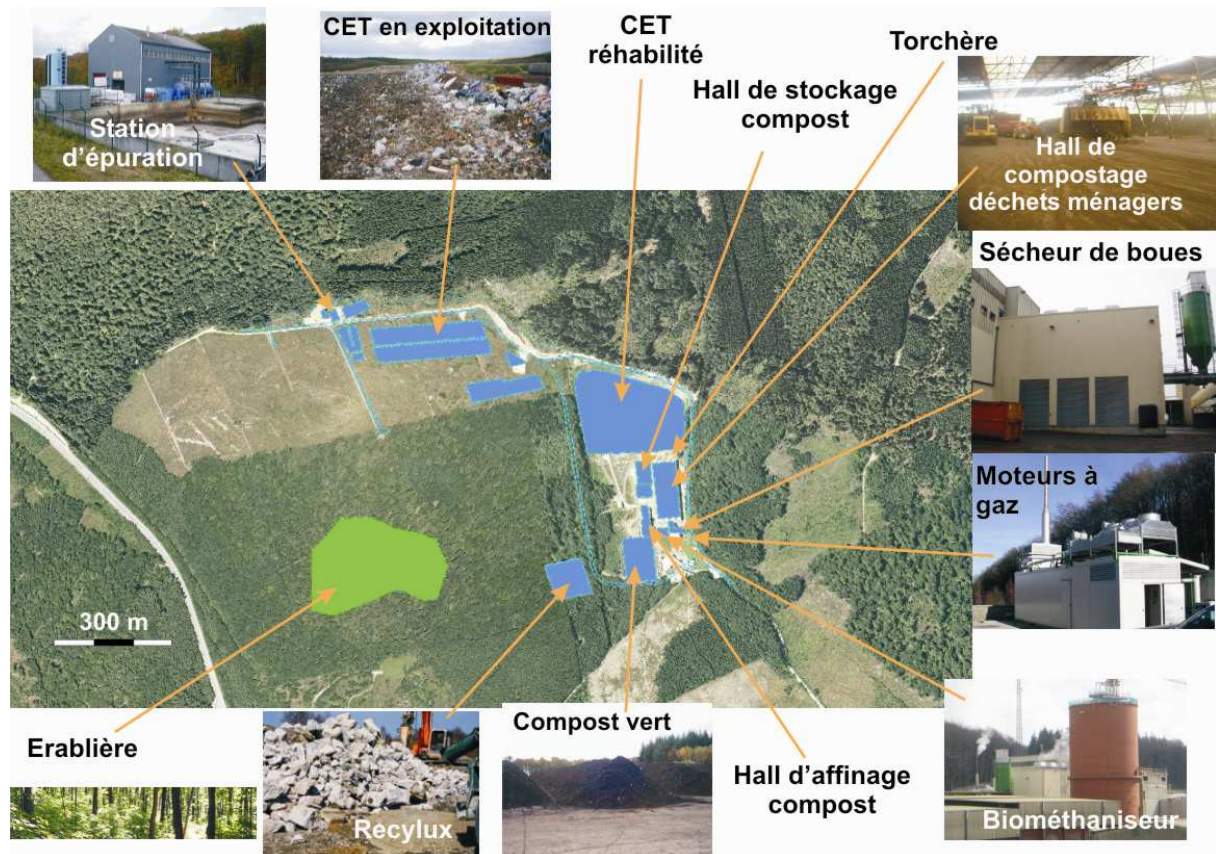 CET en exploitation
CET
réhabilité
Torchère
Hall de stockage
compost
Station
d'épuration
Hall de
compostage
déchets ménagers
Sécheur de boues
Moteurs à
gaz
300 m
Erablière
Recylux
Compost vert
Hall d'affinage
compost
Biométhaniseur